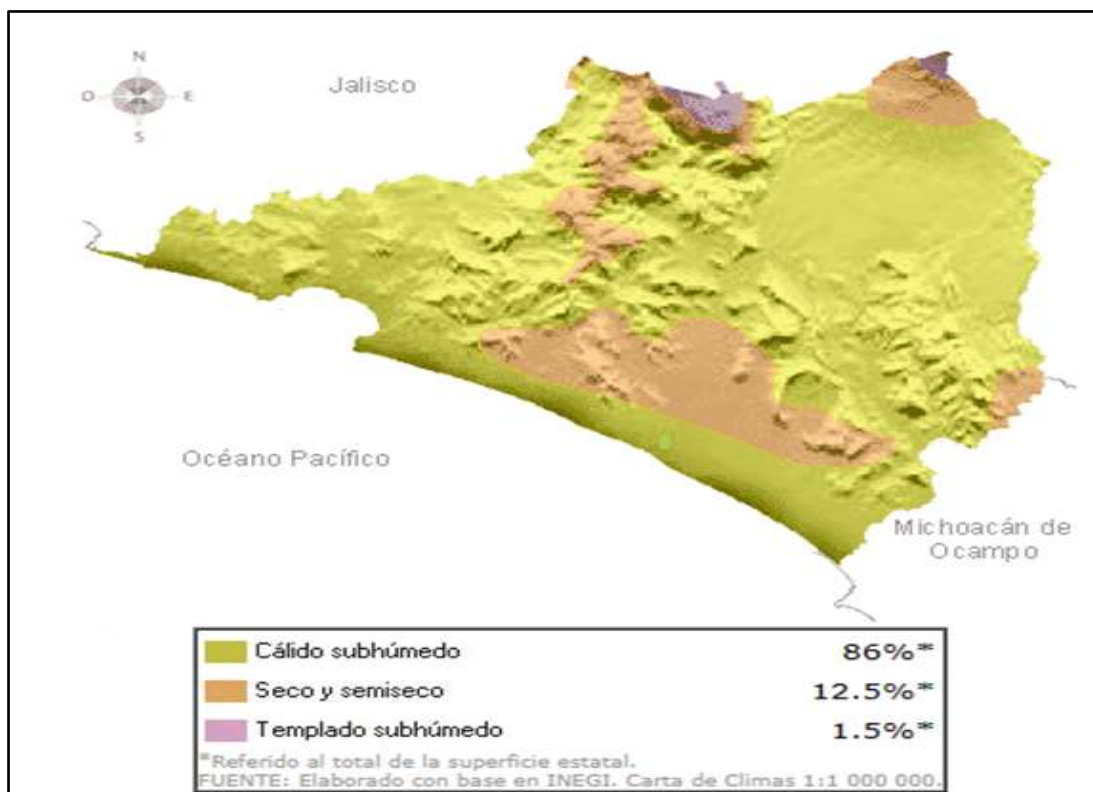 N
O
E
S
Jalisco
Océano Pacífico
Michoacán de
Ocampo
Cálido subhúmedo 86%*
Seco y semiseco 12.5%*
Templado subhúmedo 1.5%*
*Referido al total de la superficie estatal.
FUENTE: Elaborado con base en INEGI. Carta de Climas 1:1 000 000.